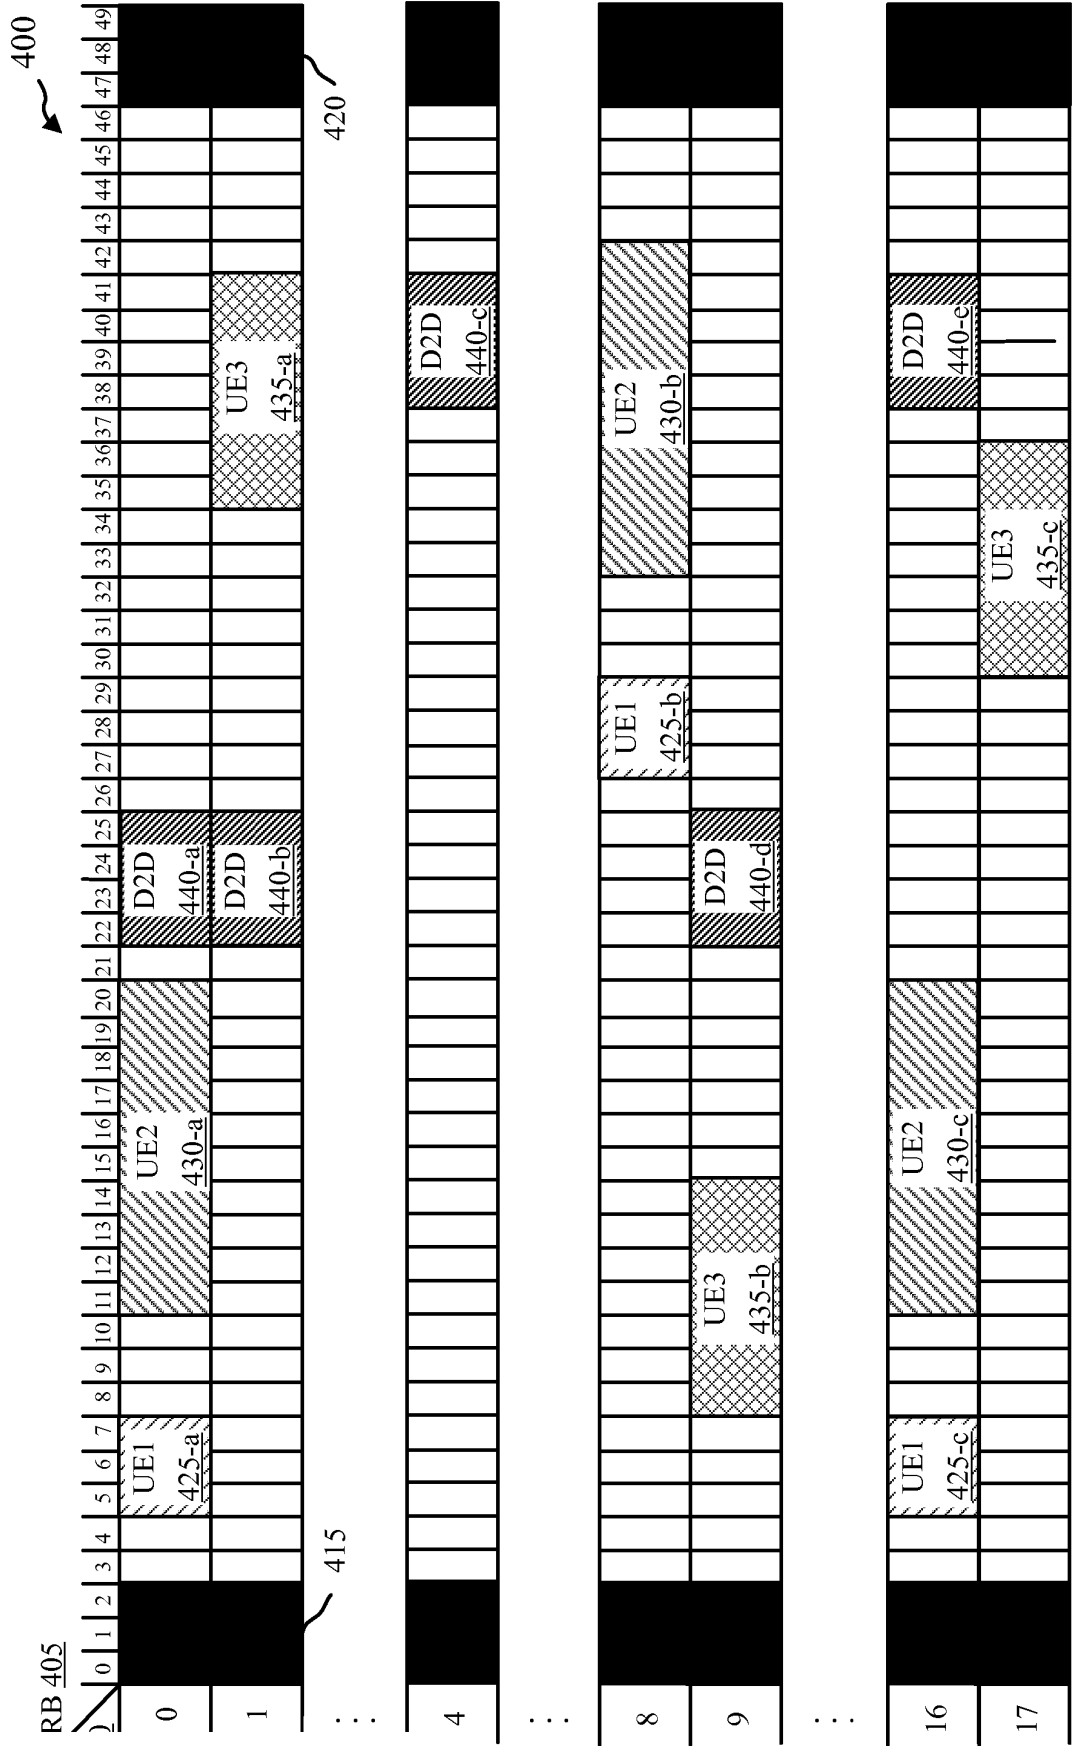 400
RB 405
0 1 2 3 4 5 6 7 8 9 10 11 12 13 14 15 16 17 18 19 20 21 22 23 24 25 26 27 28 29 30 31 32 33 34 35 36 37 38 39 40 41 42 43 44 45 46 47 48 49
0
UE1
425-a
UE2
430-a
D2D
440-a
1
D2D
440-b
UE3
435-a
415
420
. . .
4
D2D
440-c
. . .
8
UE1
425-b
UE2
430-b
9
UE3
435-b
D2D
440-d
. . .
16
UE1
425-c
UE2
430-c
D2D
440-e
17
UE3
435-c